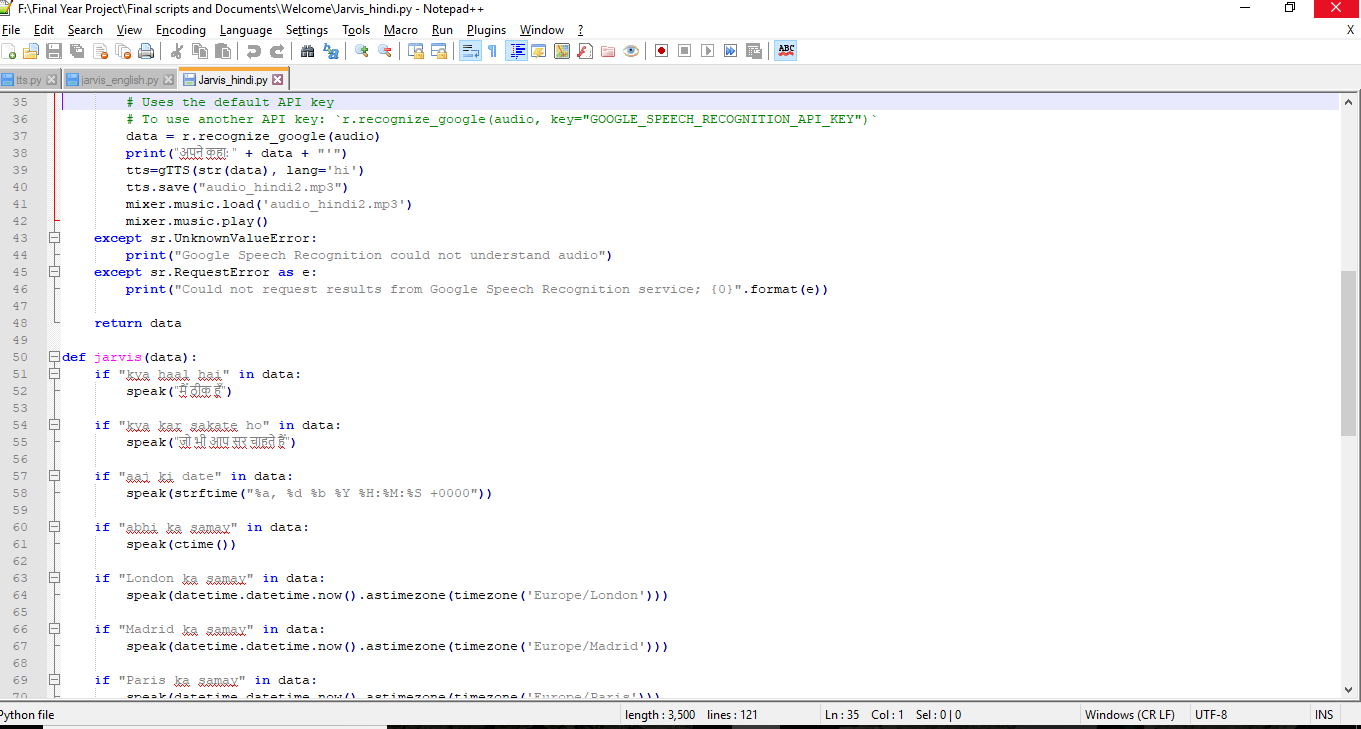 F:\Final Year Project\Final scripts and Documents\Welcome\Jarvis_hindi.py - Notepad++
File Edit Search View Encoding Language Settings Tools Macro Run Plugins Window ? X
ABC
tts.py jarvis_english.py Jarvis_hindi.py
35 # Uses the default API key
36 # To use another API key: `r.recognize_google(audio, key="GOOGLE_SPEECH_RECOGNITION_API_KEY")`
37 data = r.recognize_google(audio)
38 print("अपने कहा: " + data + "'")
39 tts=gTTS(str(data), lang='hi')
40 tts.save("audio_hindi2.mp3")
41 mixer.music.load('audio_hindi2.mp3')
42 mixer.music.play()
43 except sr.UnknownValueError:
44 print("Google Speech Recognition could not understand audio")
45 except sr.RequestError as e:
46 print("Could not request results from Google Speech Recognition service; {0}".format(e))
47
48 return data
49
50 def jarvis(data):
51 if "kya haal hai" in data:
52 speak("मैं ठीक हूँ")
53
54 if "kya kar sakate ho" in data:
55 speak("जो भी आप सर चाहते हैं")
56
57 if "aaj ki date" in data:
58 speak(strftime("%a, %d %b %Y %H:%M:%S +0000"))
59
60 if "abhi ka samay" in data:
61 speak(ctime())
62
63 if "London ka samay" in data:
64 speak(datetime.datetime.now().astimezone(timezone('Europe/London')))
65
66 if "Madrid ka samay" in data:
67 speak(datetime.datetime.now().astimezone(timezone('Europe/Madrid')))
68
69 if "Paris ka samay" in data:
70 speak(datetime.datetime.now().astimezone(timezone('Europe/Paris')))
Python file length : 3,500 lines : 121 Ln : 35 Col : 1 Sel : 0 | 0 Windows (CR LF) UTF-8 INS